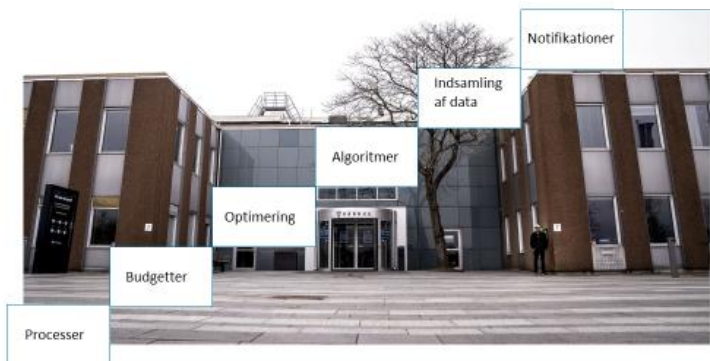 Notifikationer
Indsamling
af data
Algoritmer
Optimering
Budgetter
Processer